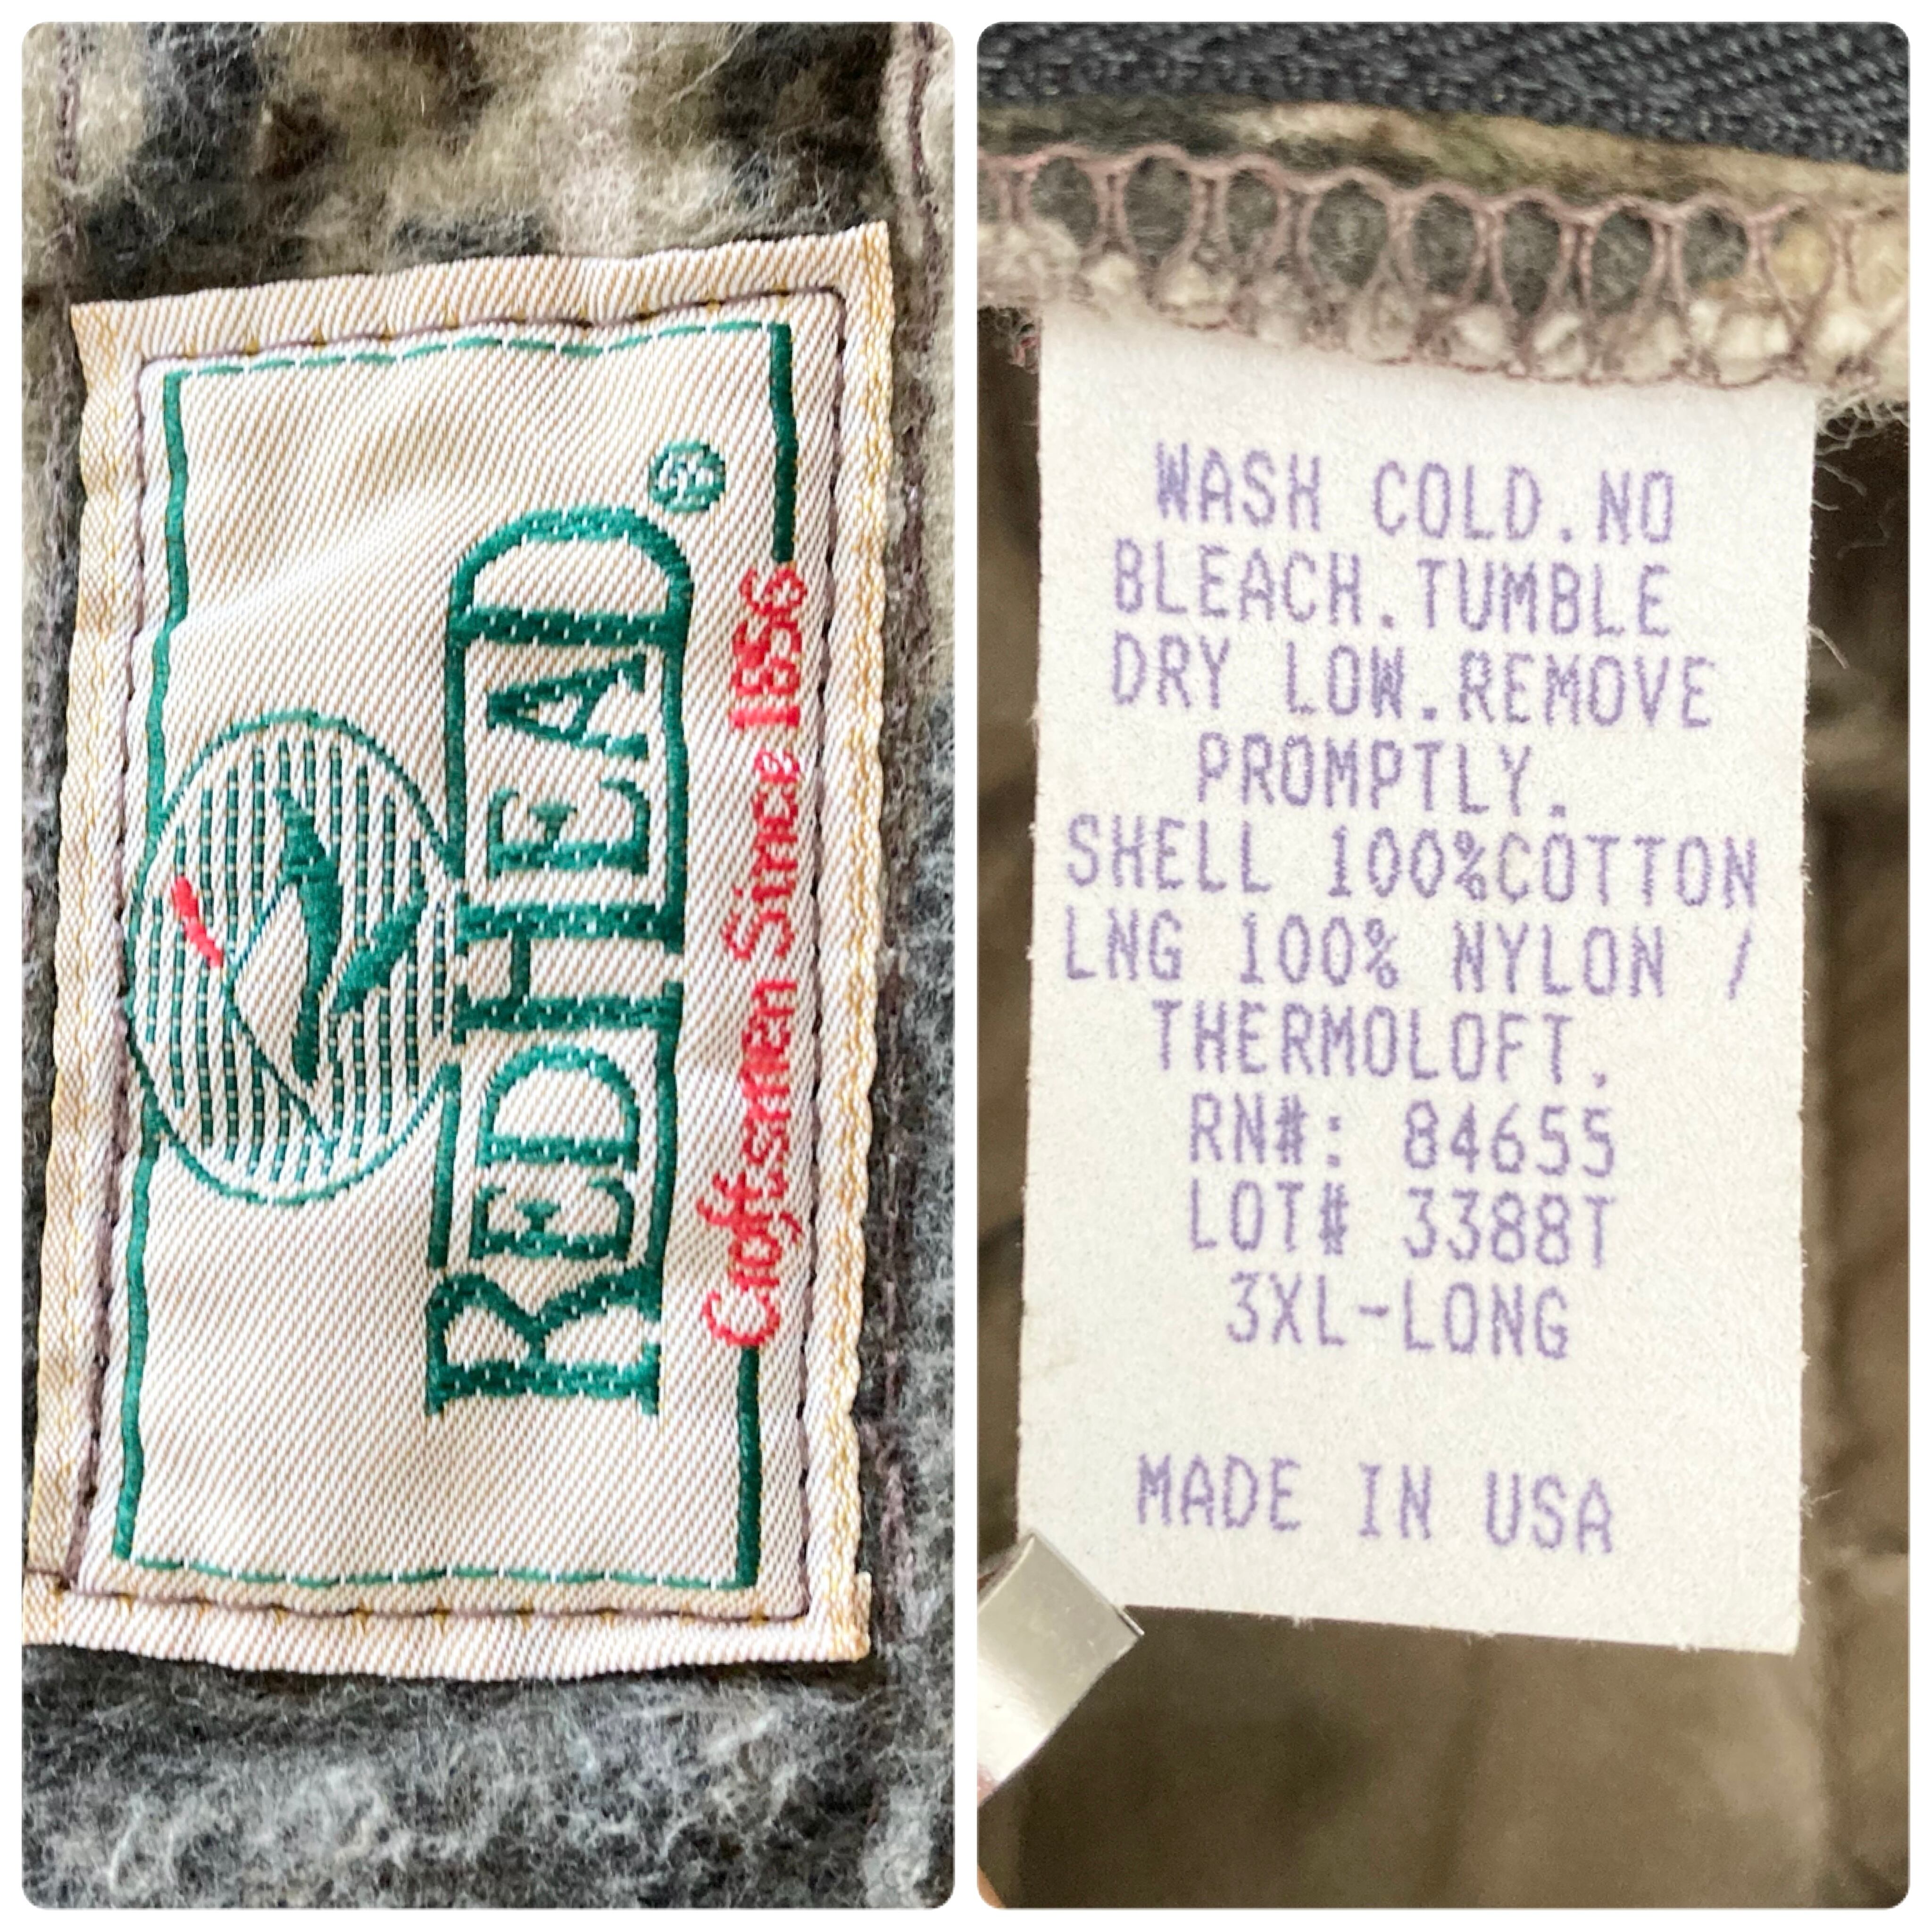 REDHEAD®
Craftsmen Since 1856
WASH COLD.NO
BLEACH.TUMBLE
DRY LOW.REMOVE
PROMPTLY.
SHELL 100%COTTON
LNG 100% NYLON /
THERMOLOFT.
RN#: 84655
LOT# 3388T
3XL-LONG
MADE IN USA